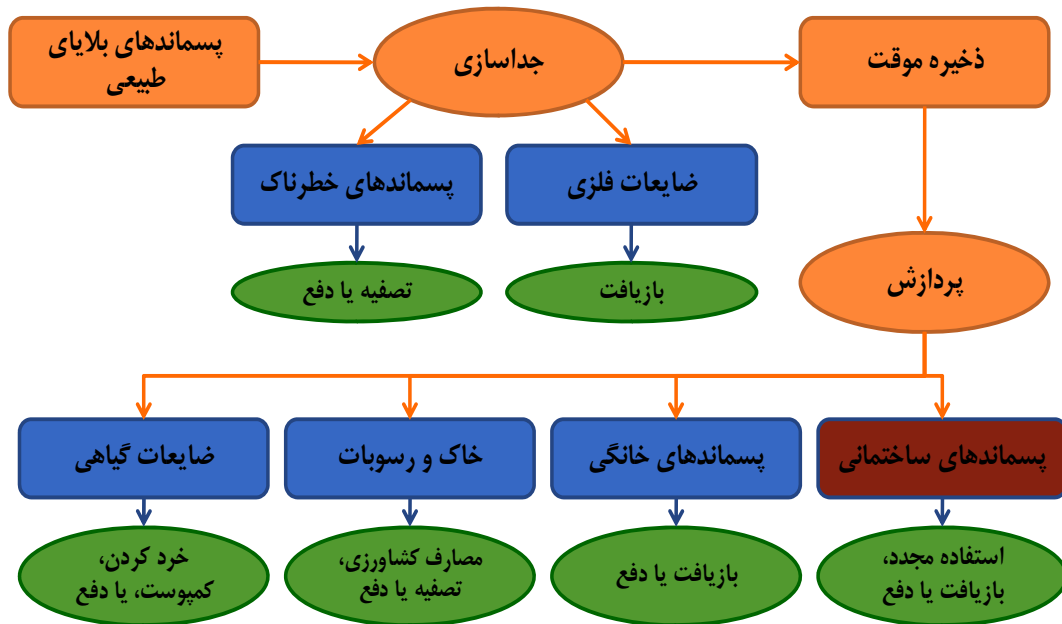 پسماندهای بلایای
طبیعی
جداسازی
ذخیره موقت
پسماندهای خطرناک
ضایعات فلزی
تصفیه یا دفع
بازیافت
پردازش
ضایعات گیاهی
خاک و رسوبات
پسماندهای خانگی
پسماندهای ساختمانی
خرد کردن،
کمپوست، یا دفع
مصارف کشاورزی،
تصفیه یا دفع
بازیافت یا دفع
استفاده مجدد،
بازیافت یا دفع